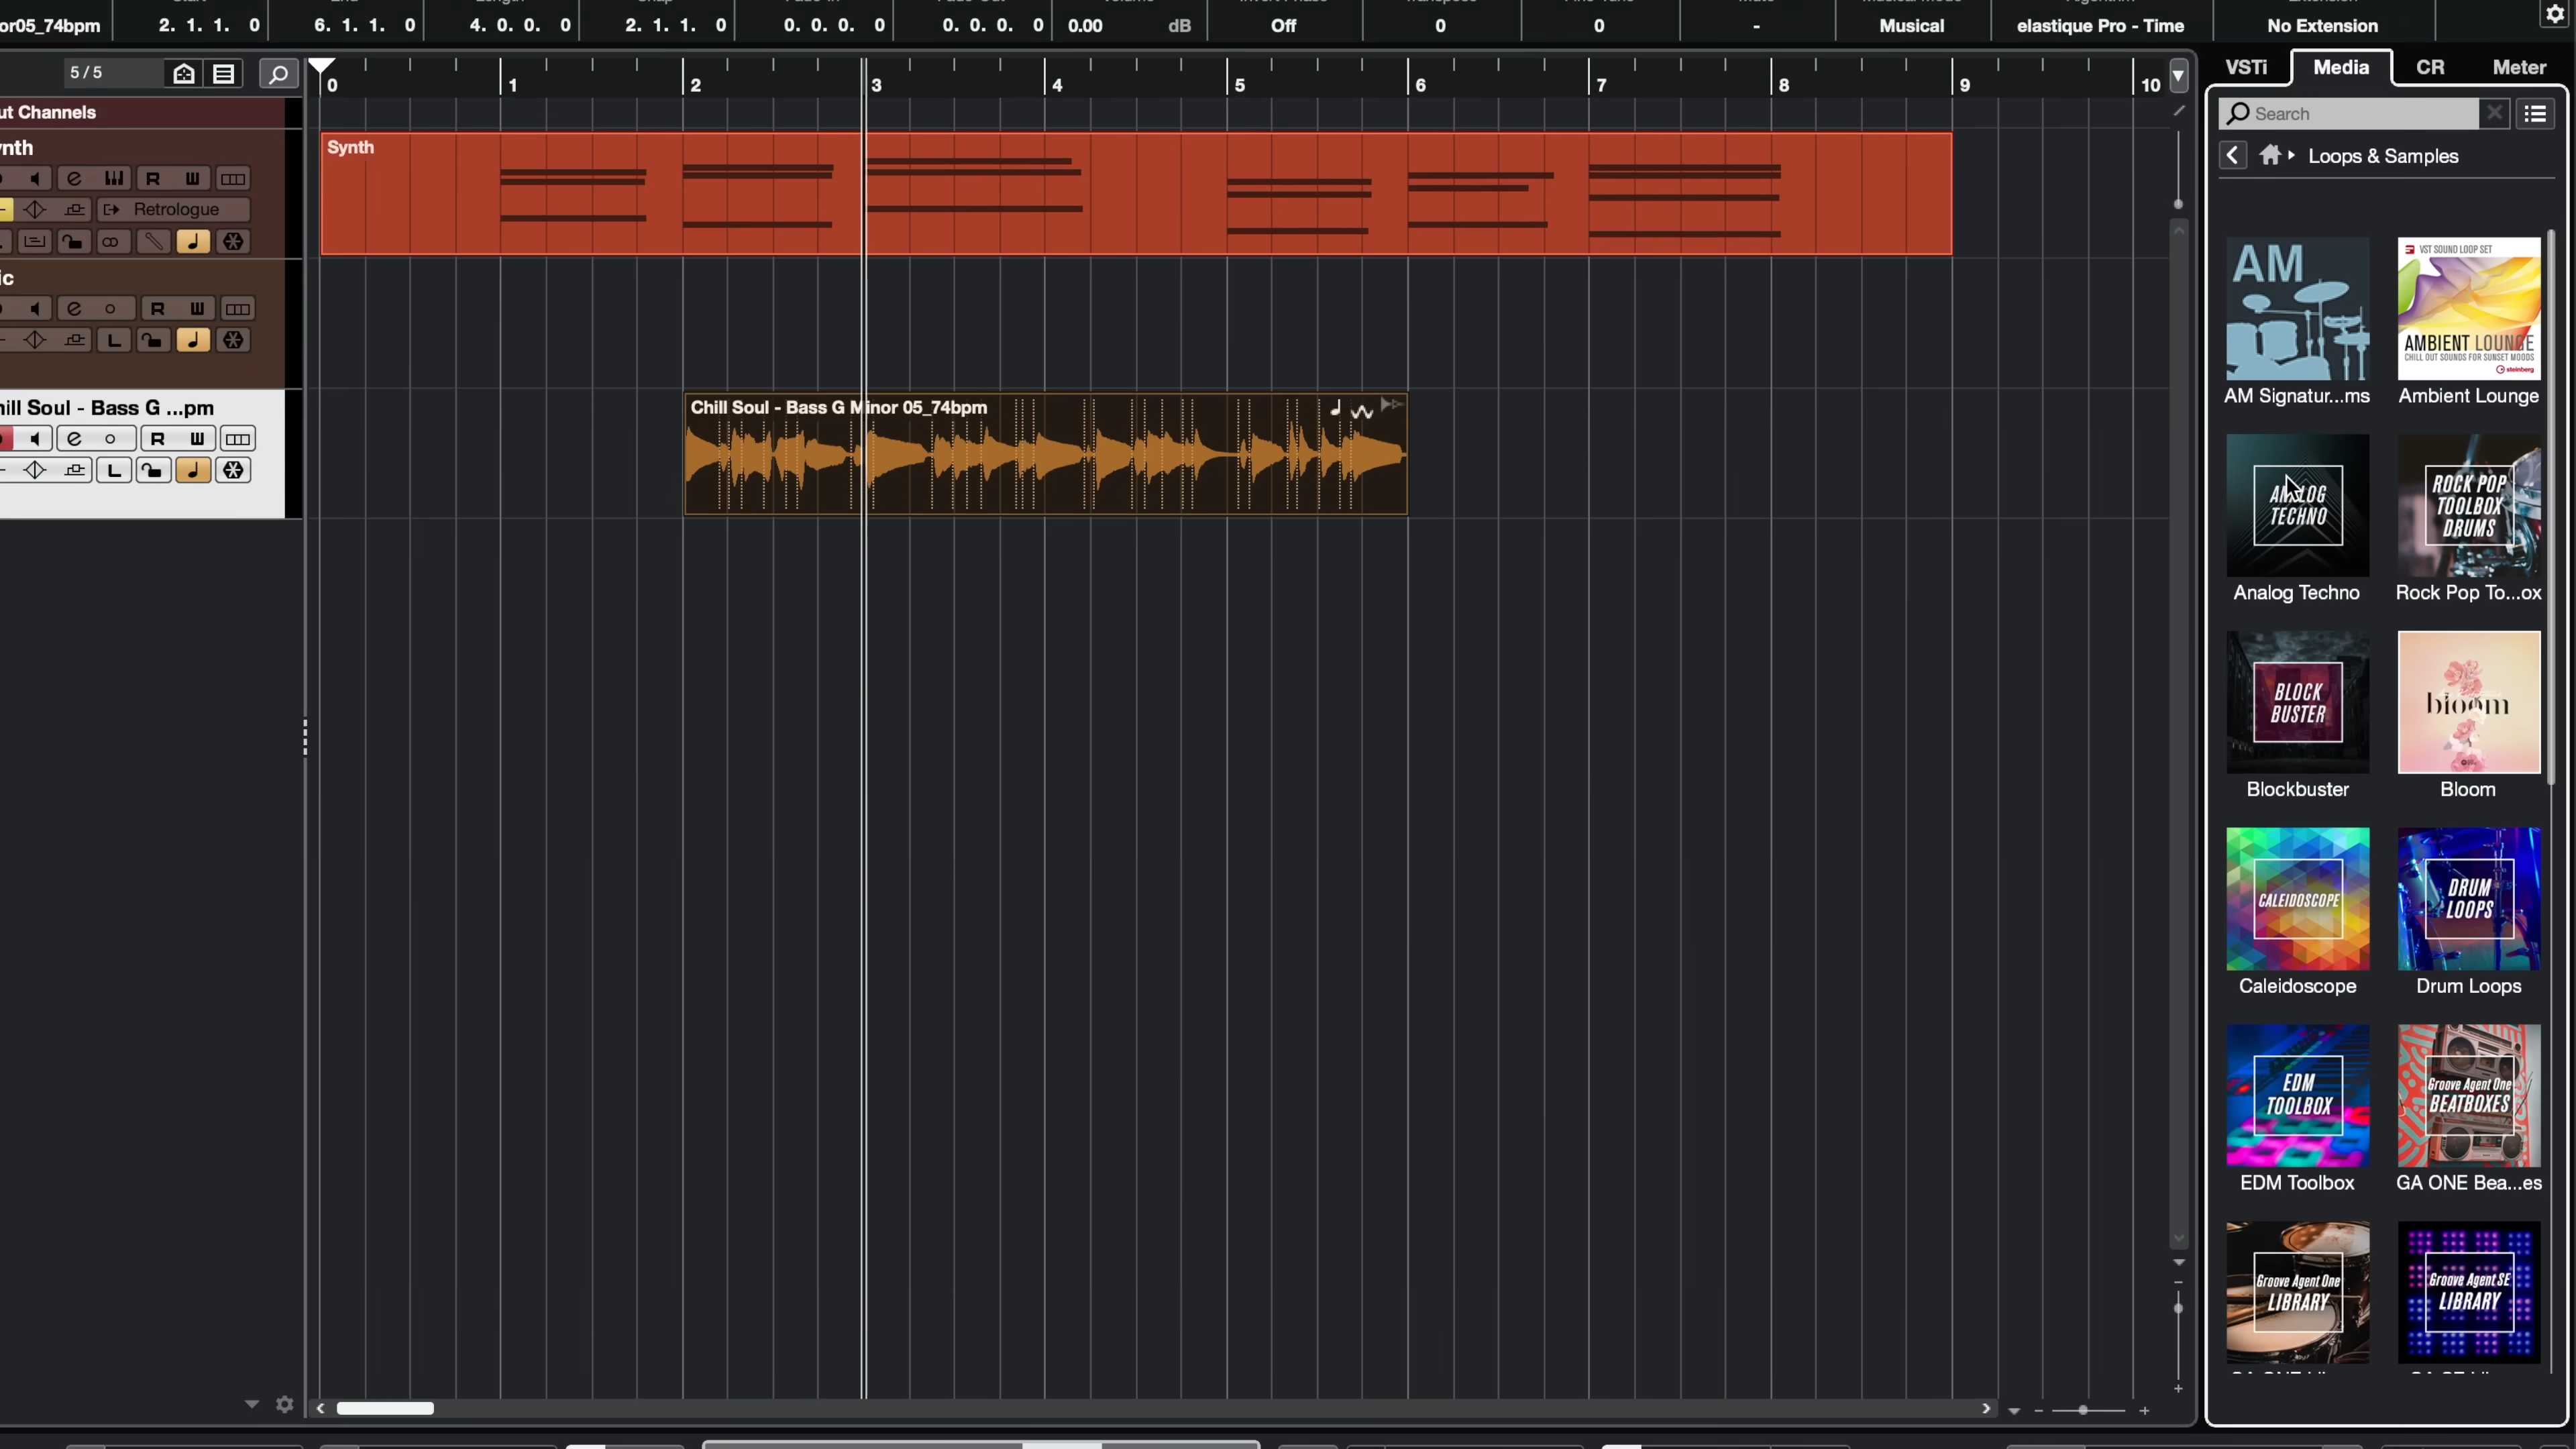 or05_74bpm
2. 1. 1. 0
6. 1. 1. 0
4. 0. 0. 0
2. 1. 1. 0
0. 0. 0. 0
0. 0. 0. 0
0.00 dB
Off
0
0
-
Musical
elastique Pro - Time
No Extension
5 / 5
0 1 2 3 4 5 6 7 8 9 10
VSTi Media CR Meter
Search
Loops & Samples
ut Channels
nth
e R W
Retrologue
Synth
ic
e R W
L
hill Soul - Bass G ...pm
e R W
L
Chill Soul - Bass G Minor 05_74bpm
AM
AM Signatur...ms
VST SOUND LOOP SET
AMBIENT LOUNGE
CHILL OUT SOUNDS FOR SUNSET MOODS
steinberg
Ambient Lounge
ANALOG
TECHNO
Analog Techno
ROCK POP
TOOLBOX
DRUMS
Rock Pop To...ox
BLOCK
BUSTER
Blockbuster
bloom
Bloom
CALEIDOSCOPE
Caleidoscope
DRUM
LOOPS
Drum Loops
EDM
TOOLBOX
EDM Toolbox
Groove Agent One
BEATBOXES
GA ONE Bea...es
Groove Agent One
LIBRARY
Groove Agent SE
LIBRARY